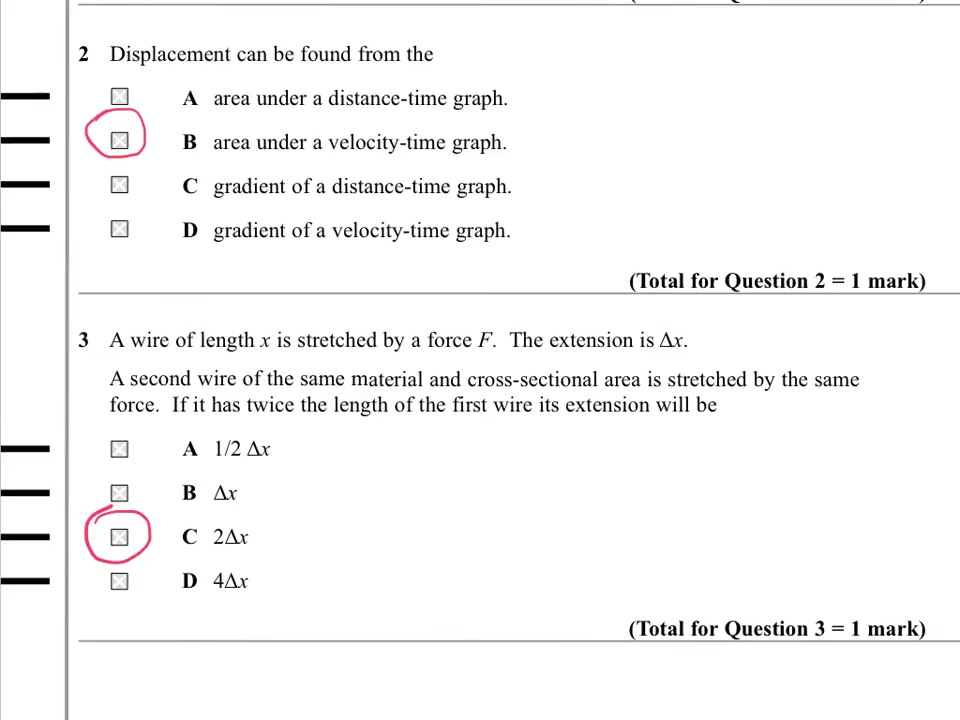 2 Displacement can be found from the
A area under a distance-time graph.
B area under a velocity-time graph.
C gradient of a distance-time graph.
D gradient of a velocity-time graph.
(Total for Question 2 = 1 mark)
3 A wire of length x is stretched by a force F. The extension is Δx.
A second wire of the same material and cross-sectional area is stretched by the same
force. If it has twice the length of the first wire its extension will be
A 1/2 Δx
B Δx
C 2Δx
D 4Δx
(Total for Question 3 = 1 mark)